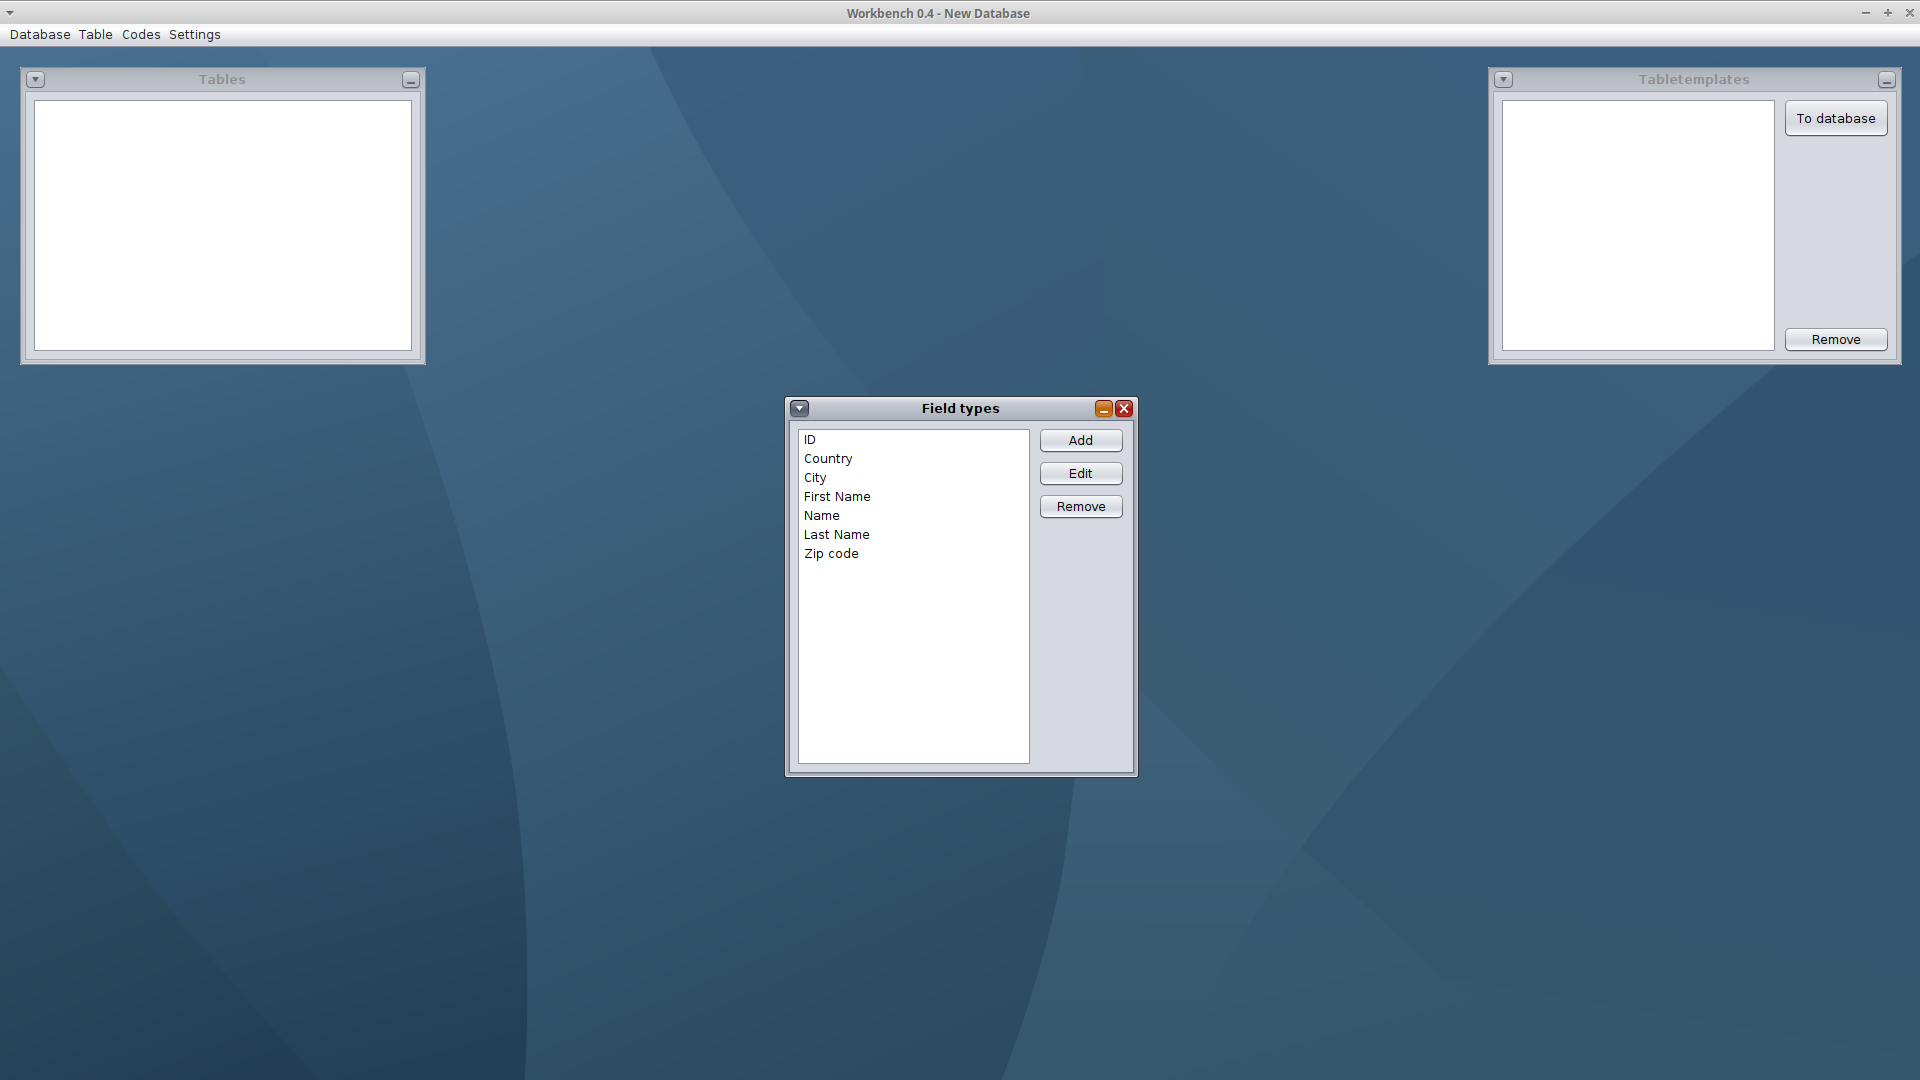 Workbench 0.4 - New Database
Database Table Codes Settings
Tables
Tabletemplates
To database
Remove
Field types
ID
Country
City
First Name
Name
Last Name
Zip code
Add
Edit
Remove